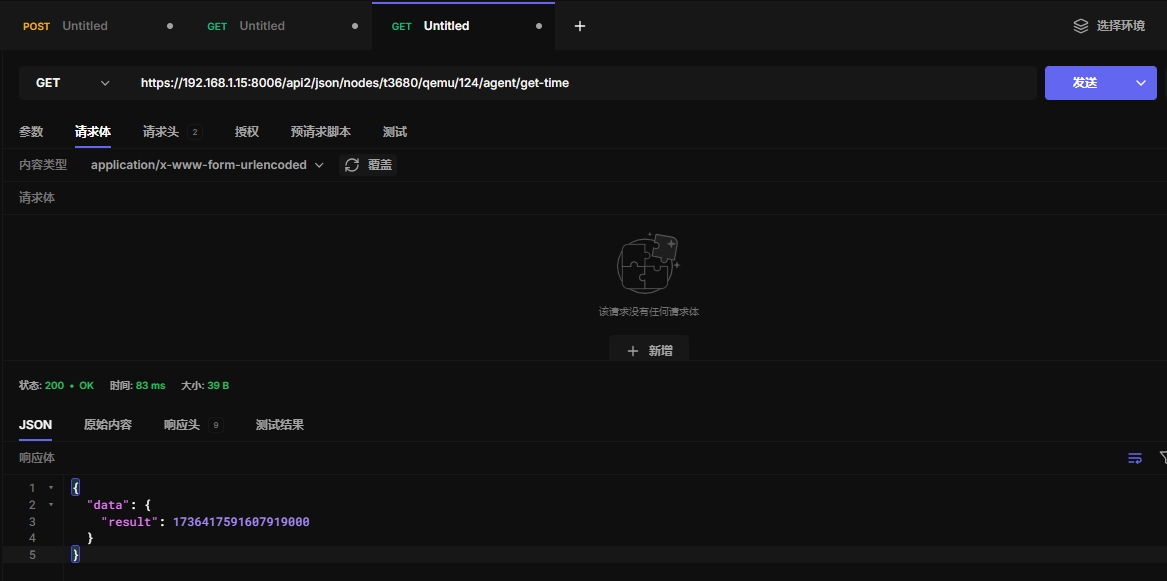 POST Untitled GET Untitled GET Untitled 选择环境
GET https://192.168.1.15:8006/api2/json/nodes/t3680/qemu/124/agent/get-time 发送
参数 请求体 请求头 2 授权 预请求脚本 测试
内容类型 application/x-www-form-urlencoded 覆盖
请求体
该请求没有任何请求体
新增
状态: 200 • OK 时间: 83 ms 大小: 39 B
JSON 原始内容 响应头 9 测试结果
响应体
1 {
2 "data": {
3 "result": 1736417591607919000
4 }
5 }